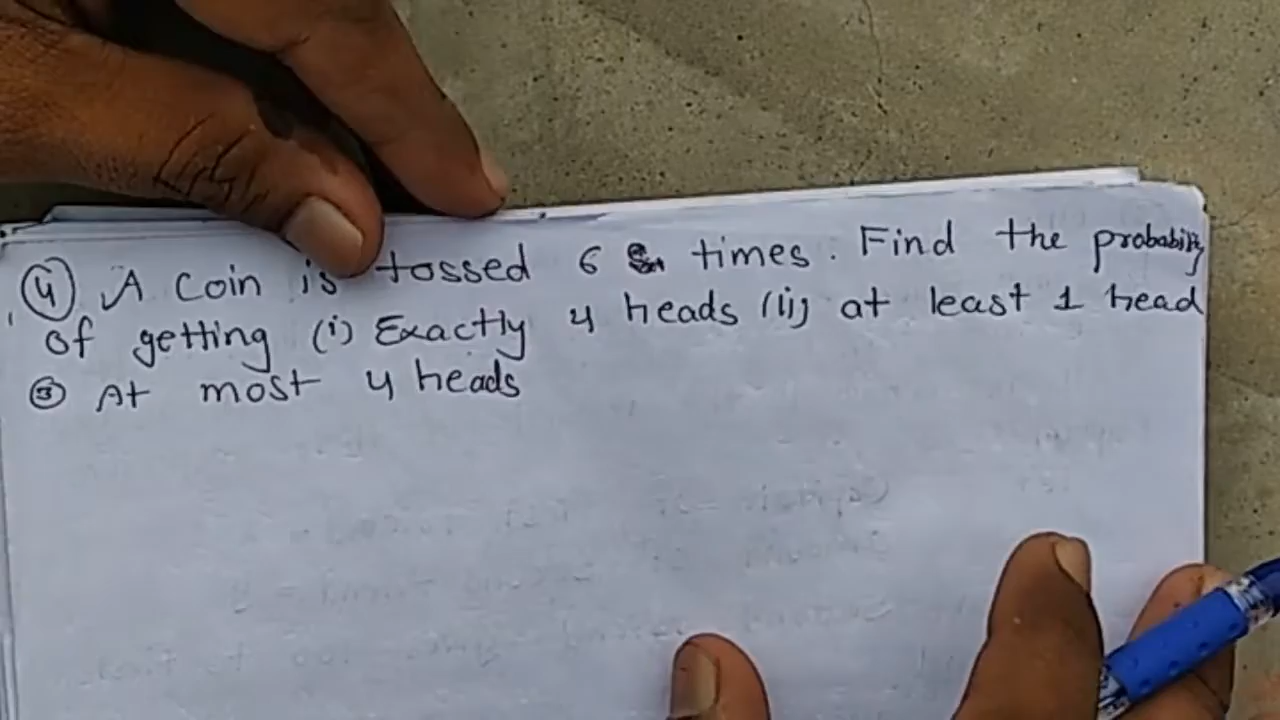 ④ A Coin is tossed 6 times. Find the probability
of getting (i) Exactly 4 heads (ii) at least 1 head
③ At most 4 heads